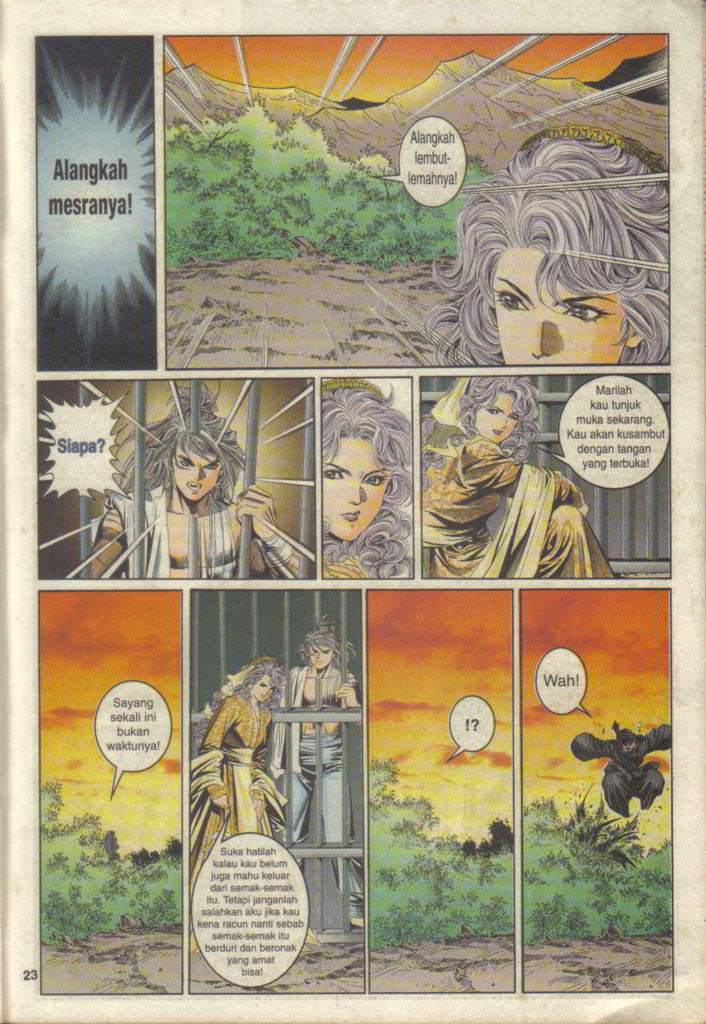 Alangkah
mesranya!
Alangkah
lembut-
lemahnya!
Siapa?
Marilah
kau tunjuk
muka sekarang.
Kau akan kusambut
dengan tangan
yang terbuka!
Sayang
sekali ini
bukan
waktunya!
Suka hatilah
kalau kau belum
juga mahu keluar
dari semak-semak
itu. Tetapi janganlah
salahkan aku jika kau
kena racun nanti sebab
semak-semak itu
berduri dan beronak
yang amat
bisa!
!?
Wah!
23